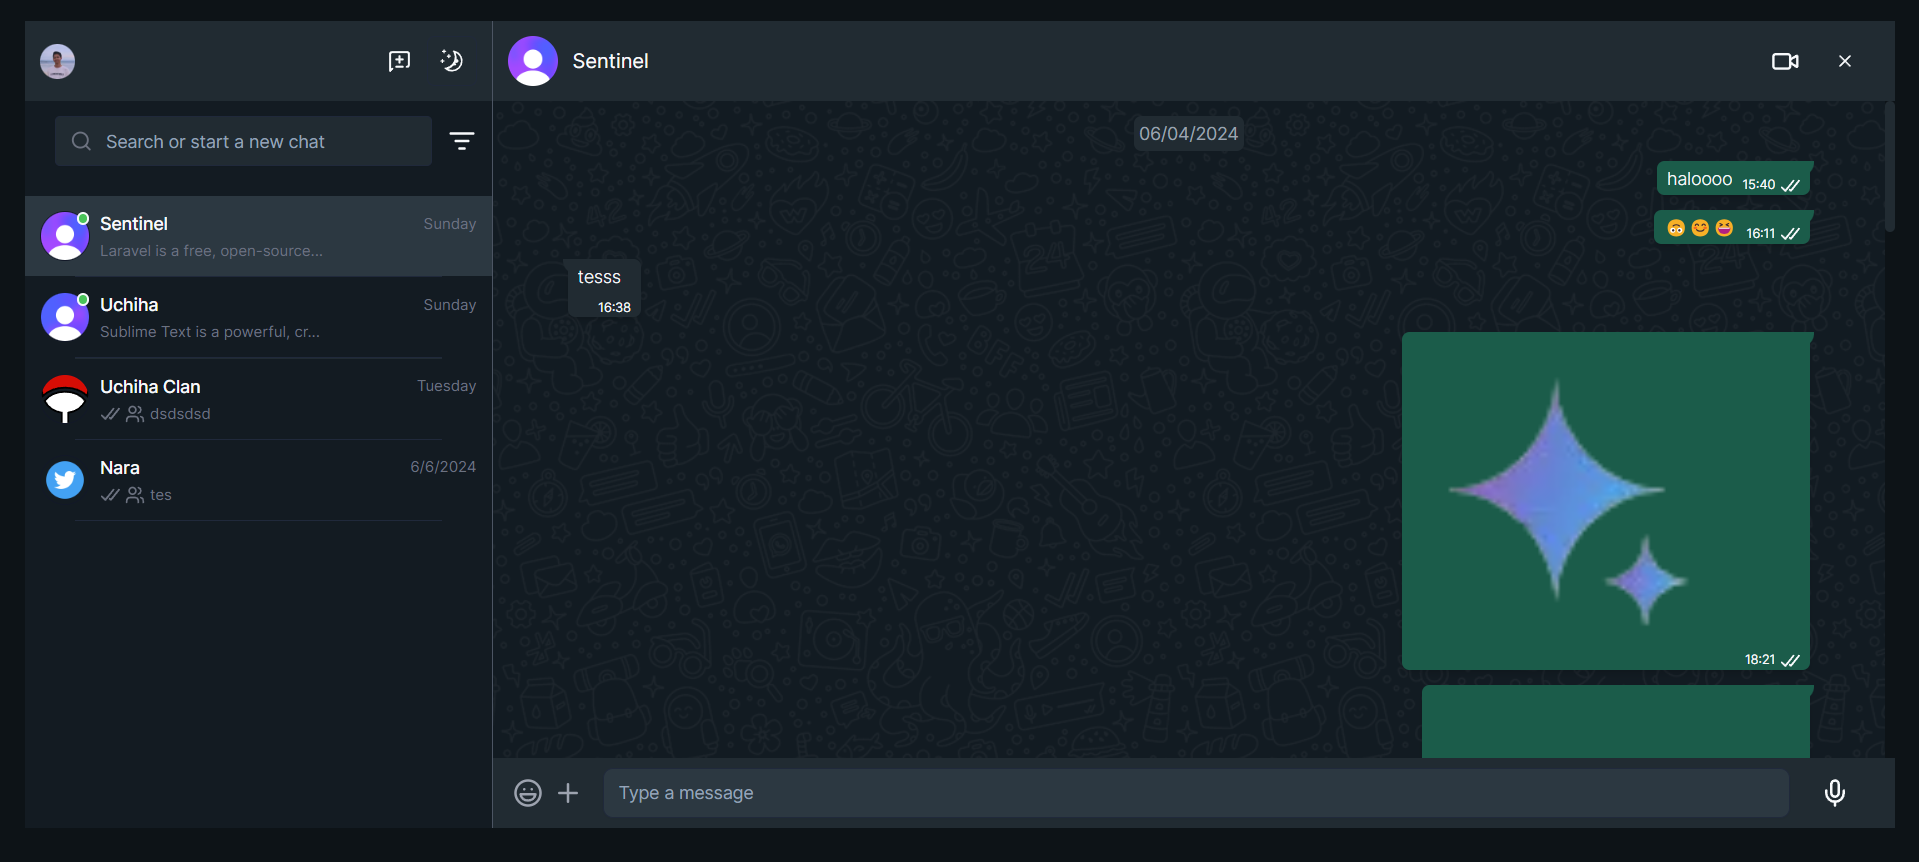 Search or start a new chat
Sentinel
Sunday
Laravel is a free, open-source...
Uchiha
Sunday
Sublime Text is a powerful, cr...
Uchiha Clan
Tuesday
dsdsdsd
Nara
6/6/2024
tes
Sentinel
06/04/2024
haloooo 15:40
🙃😊😆 16:11
tesss
16:38
18:21
Type a message